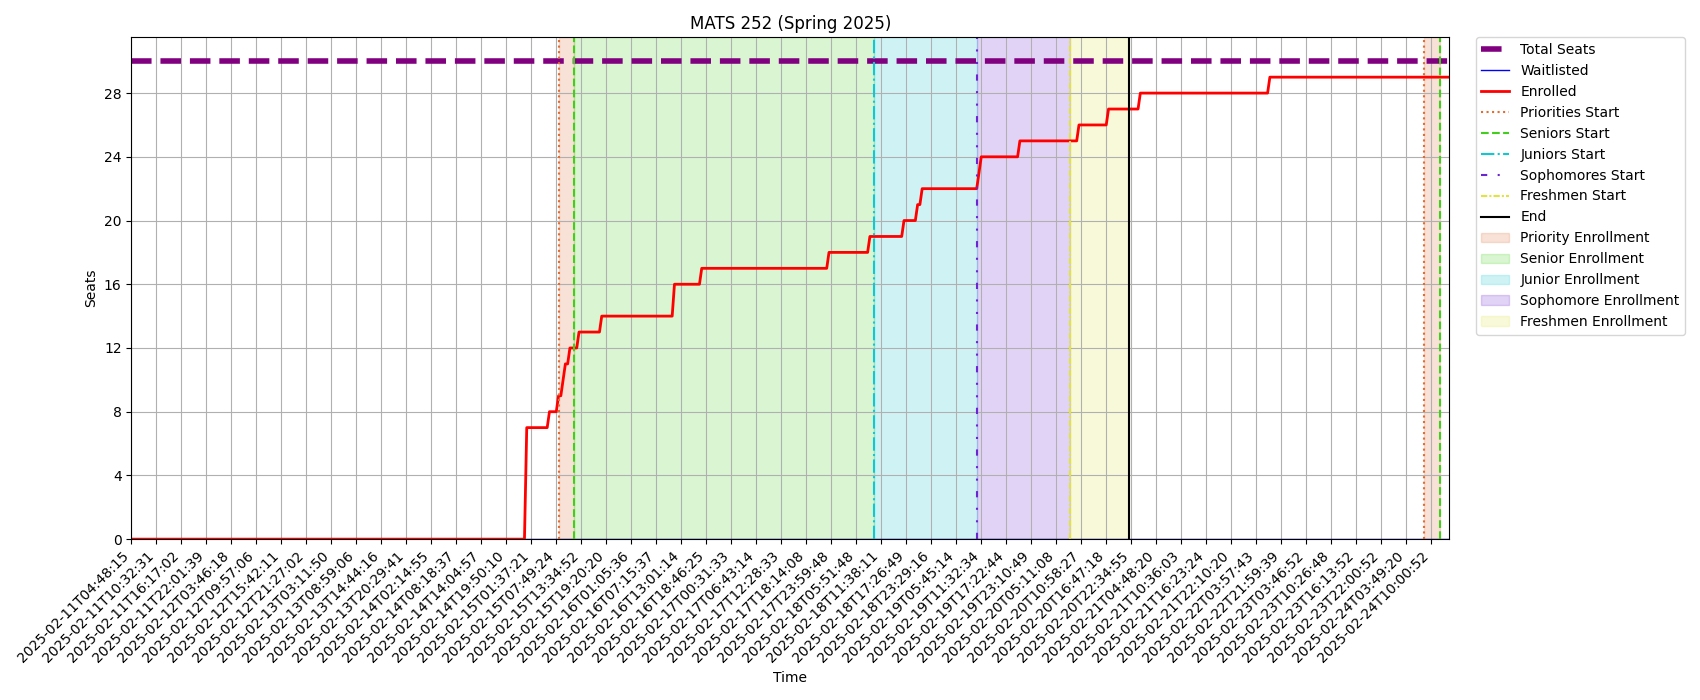 MATS 252 (Spring 2025)
Total Seats
Waitlisted
Enrolled
Priorities Start
Seniors Start
Juniors Start
Sophomores Start
Freshmen Start
End
Priority Enrollment
Senior Enrollment
Junior Enrollment
Sophomore Enrollment
Freshmen Enrollment
Seats
28
24
20
16
12
8
4
0
2025-02-11T04:48:15
2025-02-11T10:32:31
2025-02-11T16:17:02
2025-02-11T22:01:39
2025-02-12T03:46:18
2025-02-12T09:57:06
2025-02-12T15:42:11
2025-02-12T21:27:02
2025-02-13T03:11:50
2025-02-13T08:59:06
2025-02-13T14:44:16
2025-02-13T20:29:41
2025-02-14T02:14:55
2025-02-14T08:18:37
2025-02-14T14:04:57
2025-02-14T19:50:10
2025-02-15T01:37:21
2025-02-15T07:49:24
2025-02-15T13:34:52
2025-02-15T19:20:20
2025-02-16T01:05:36
2025-02-16T07:15:37
2025-02-16T13:01:14
2025-02-16T18:46:25
2025-02-17T00:31:33
2025-02-17T06:43:14
2025-02-17T12:28:33
2025-02-17T18:14:08
2025-02-17T23:59:48
2025-02-18T05:51:48
2025-02-18T11:38:11
2025-02-18T17:26:49
2025-02-18T23:29:16
2025-02-19T05:45:14
2025-02-19T11:32:34
2025-02-19T17:22:44
2025-02-19T23:10:49
2025-02-20T05:11:08
2025-02-20T10:58:27
2025-02-20T16:47:18
2025-02-20T22:34:55
2025-02-21T04:48:20
2025-02-21T10:36:03
2025-02-21T16:23:24
2025-02-21T22:10:20
2025-02-22T03:57:43
2025-02-22T21:59:39
2025-02-23T03:46:52
2025-02-23T10:26:48
2025-02-23T16:13:52
2025-02-23T22:00:52
2025-02-24T03:49:20
2025-02-24T10:00:52
Time